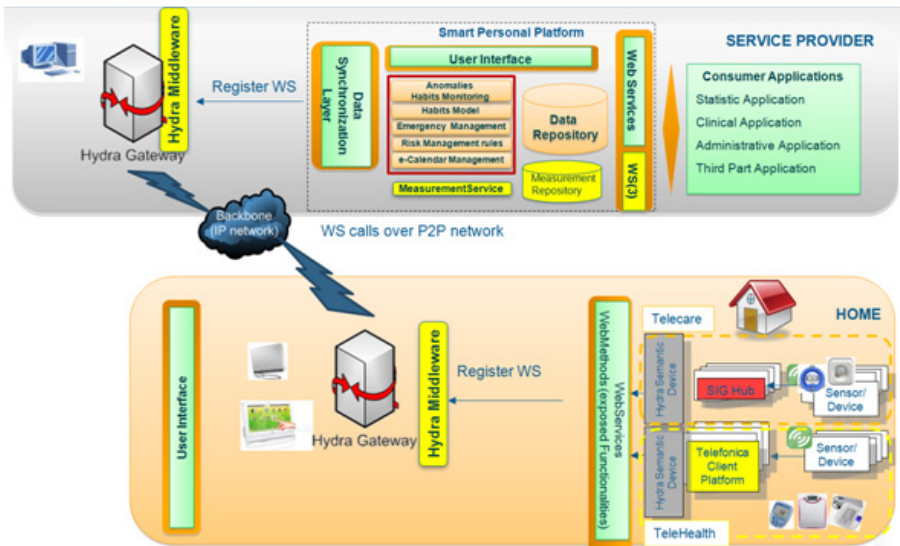 Smart Personal Platform
SERVICE PROVIDER
User Interface
Data
Synchronization
Layer
Web Services
WS(3)
Hydra Middleware
Register WS
Hydra Gateway
Anomalies
Habits Monitoring
Habits Model
Emergency Management
Risk Management rules
e-Calendar Management
MeasurementService
Data
Repository
Measurement
Repository
Consumer Applications
Statistic Application
Clinical Application
Administrative Application
Third Part Application
Backbone
(IP network)
WS calls over P2P network
HOME
User Interface
Hydra Gateway
Hydra Middleware
Register WS
WebServices
WebMethods (exposed Functionalities)
Telecare
Hydra Semantic
Device
SIG Hub
Sensor/
Device
Hydra Semantic
Device
Telefonica
Client
Platform
Sensor/
Device
TeleHealth